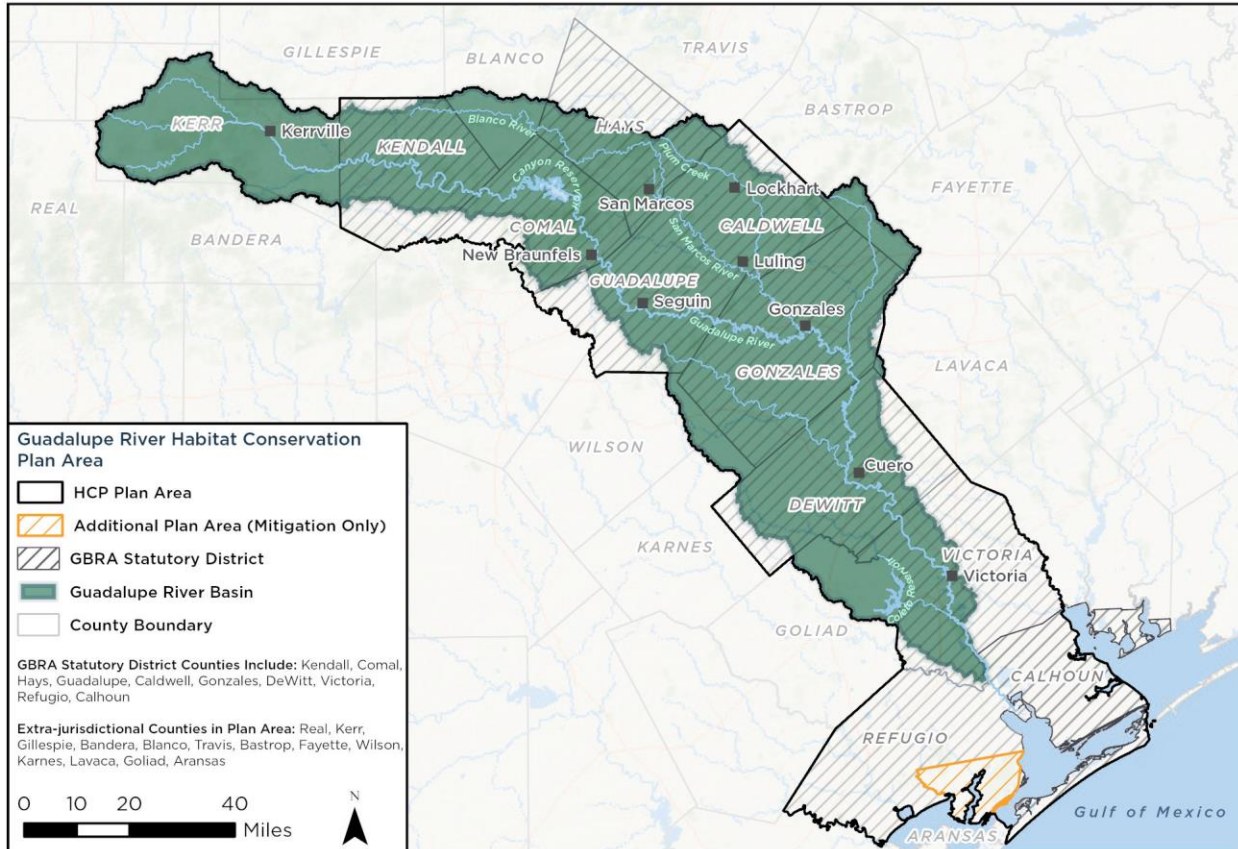 GILLESPIE
BLANCO
TRAVIS
BASTROP
HAYS
KERR
Kerrville
KENDALL
Blanco River
Plum Creek
Canyon Reservoir
Lockhart
San Marcos
FAYETTE
REAL
BANDERA
COMAL
CALDWELL
San Marcos River
New Braunfels
Luling
GUADALUPE
Seguin
Gonzales
Guadalupe River
LAVACA
GONZALES
WILSON
Cuero
DEWITT
KARNES
VICTORIA
Victoria
Coleto Reservoir
GOLIAD
CALHOUN
REFUGIO
Gulf of Mexico
ARANSAS
Guadalupe River Habitat Conservation
Plan Area
HCP Plan Area
Additional Plan Area (Mitigation Only)
GBRA Statutory District
Guadalupe River Basin
County Boundary
GBRA Statutory District Counties Include: Kendall, Comal,
Hays, Guadalupe, Caldwell, Gonzales, DeWitt, Victoria,
Refugio, Calhoun
Extra-jurisdictional Counties in Plan Area: Real, Kerr,
Gillespie, Bandera, Blanco, Travis, Bastrop, Fayette, Wilson,
Karnes, Lavaca, Goliad, Aransas
0 10 20 40
Miles
N